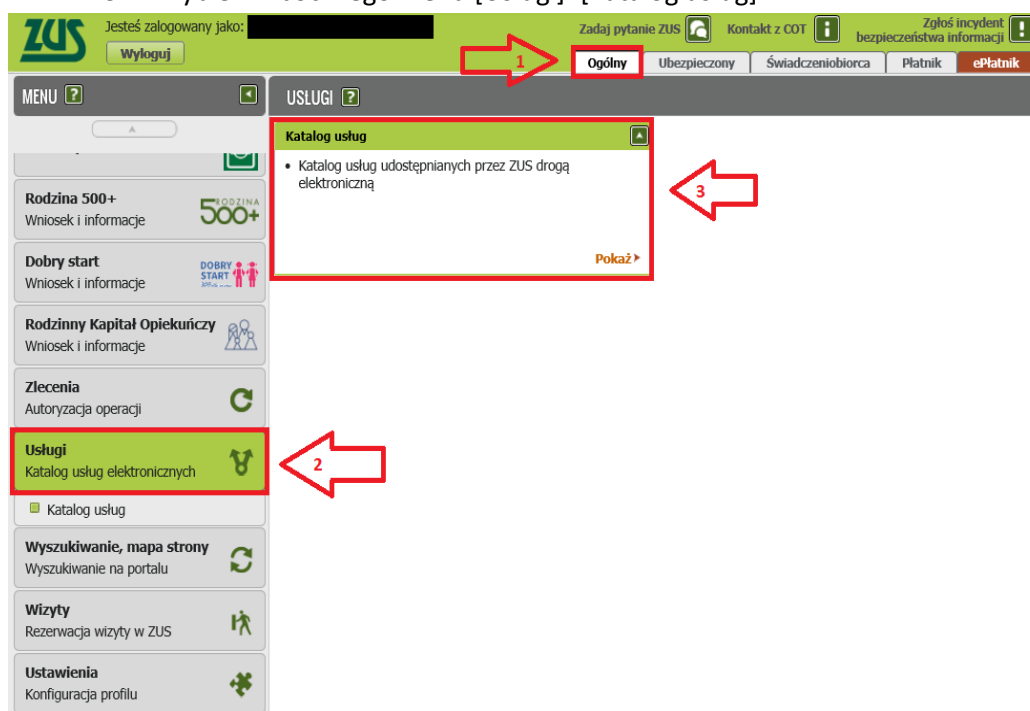 [Usługi]-[Katalog usług]
ZUS
Jesteś zalogowany jako:
Wyloguj
Zadaj pytanie ZUS
Kontakt z COT
Zgłoś incydent
bezpieczeństwa informacji
1
Ogólny
Ubezpieczony
Świadczeniobiorca
Płatnik
ePłatnik
MENU ?
USLUGI ?
Katalog usług
• Katalog usług udostępnianych przez ZUS drogą
elektroniczną
Pokaż
3
Rodzina 500+
Wniosek i informacje
RODZINA
500+
Dobry start
Wniosek i informacje
DOBRY
START
Rodzinny Kapitał Opiekuńczy
Wniosek i informacje
Zlecenia
Autoryzacja operacji
Usługi
Katalog usług elektronicznych
2
Katalog usług
Wyszukiwanie, mapa strony
Wyszukiwanie na portalu
Wizyty
Rezerwacja wizyty w ZUS
Ustawienia
Konfiguracja profilu